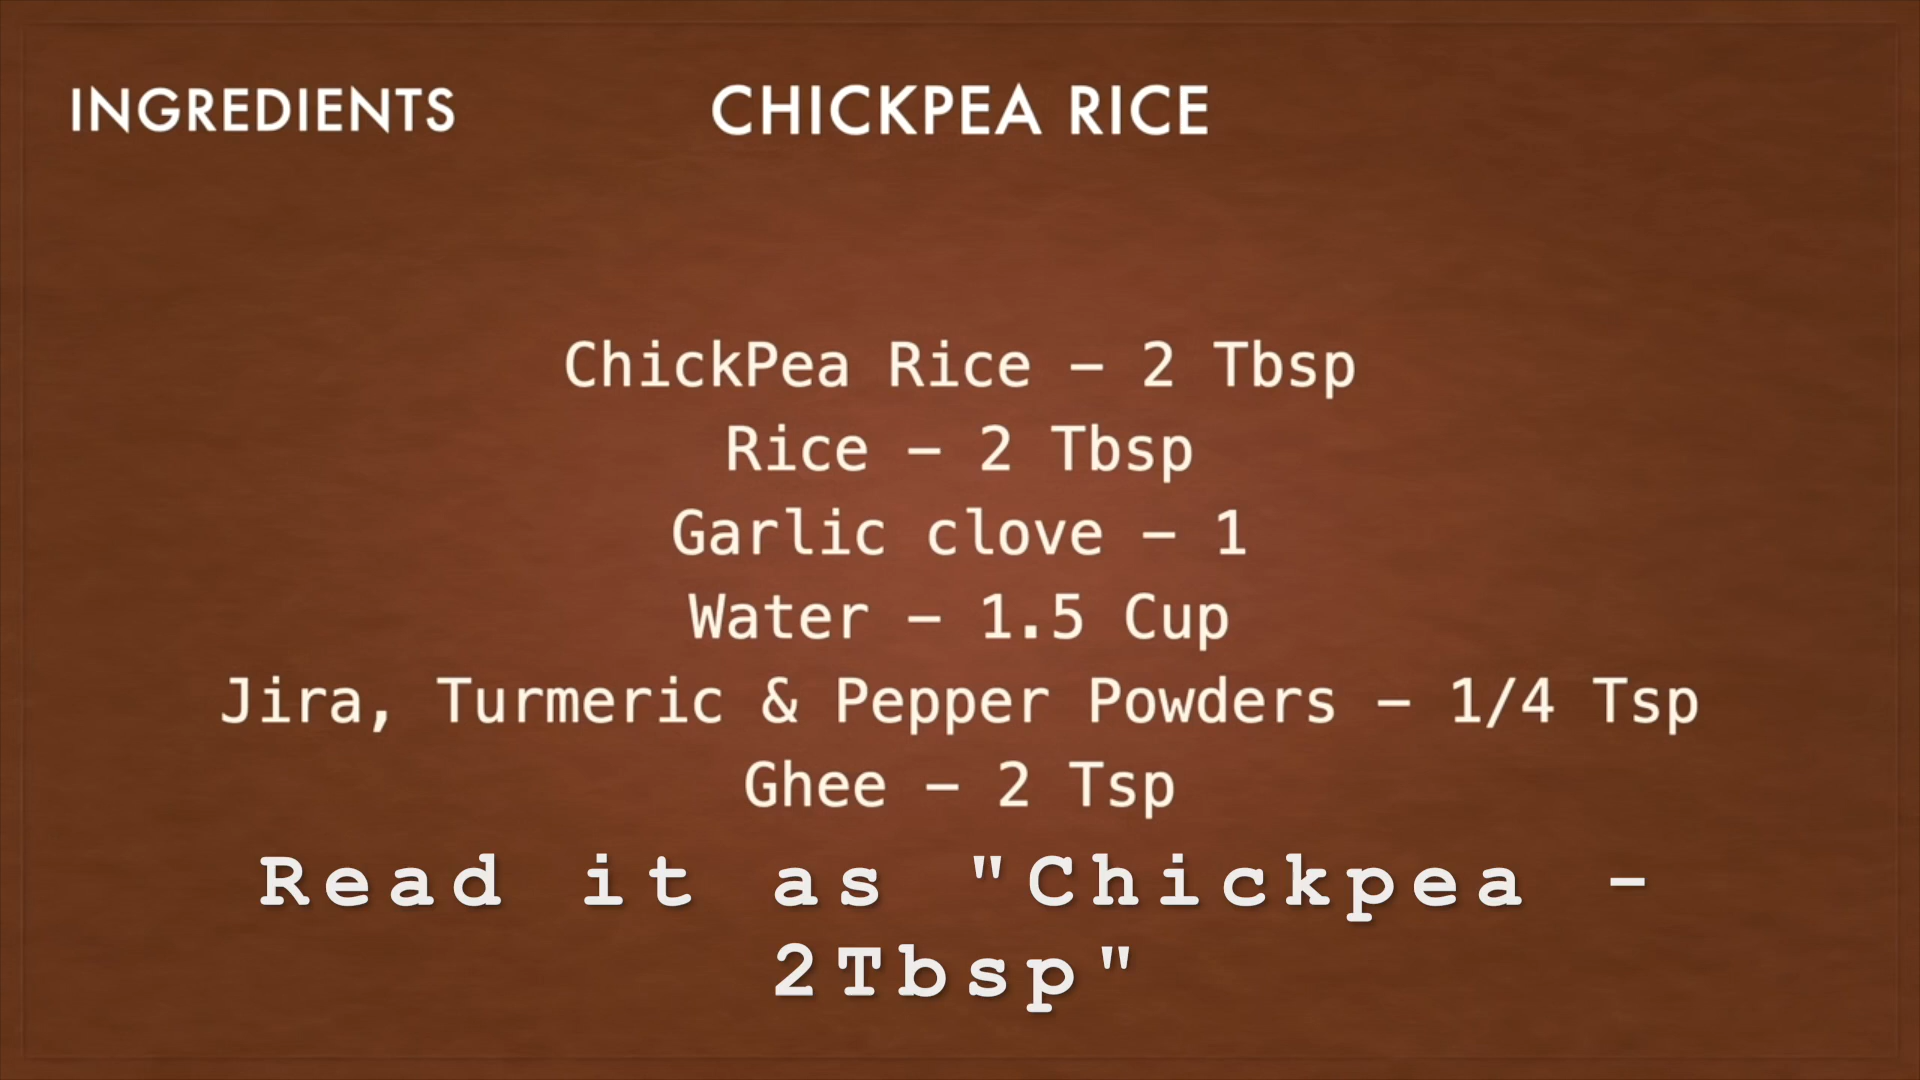 INGREDIENTS
CHICKPEA RICE
ChickPea Rice - 2 Tbsp
Rice - 2 Tbsp
Garlic clove - 1
Water - 1.5 Cup
Jira, Turmeric & Pepper Powders - 1/4 Tsp
Ghee - 2 Tsp
Read it as "Chickpea -
2Tbsp"